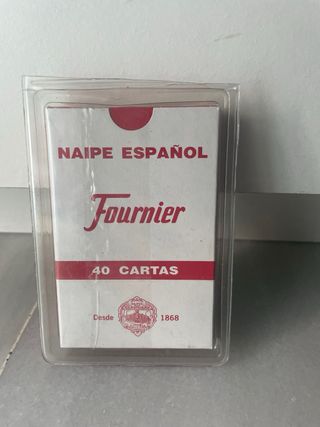 NAIPE ESPAÑOL
Fournier
40 CARTAS
Desde 1868